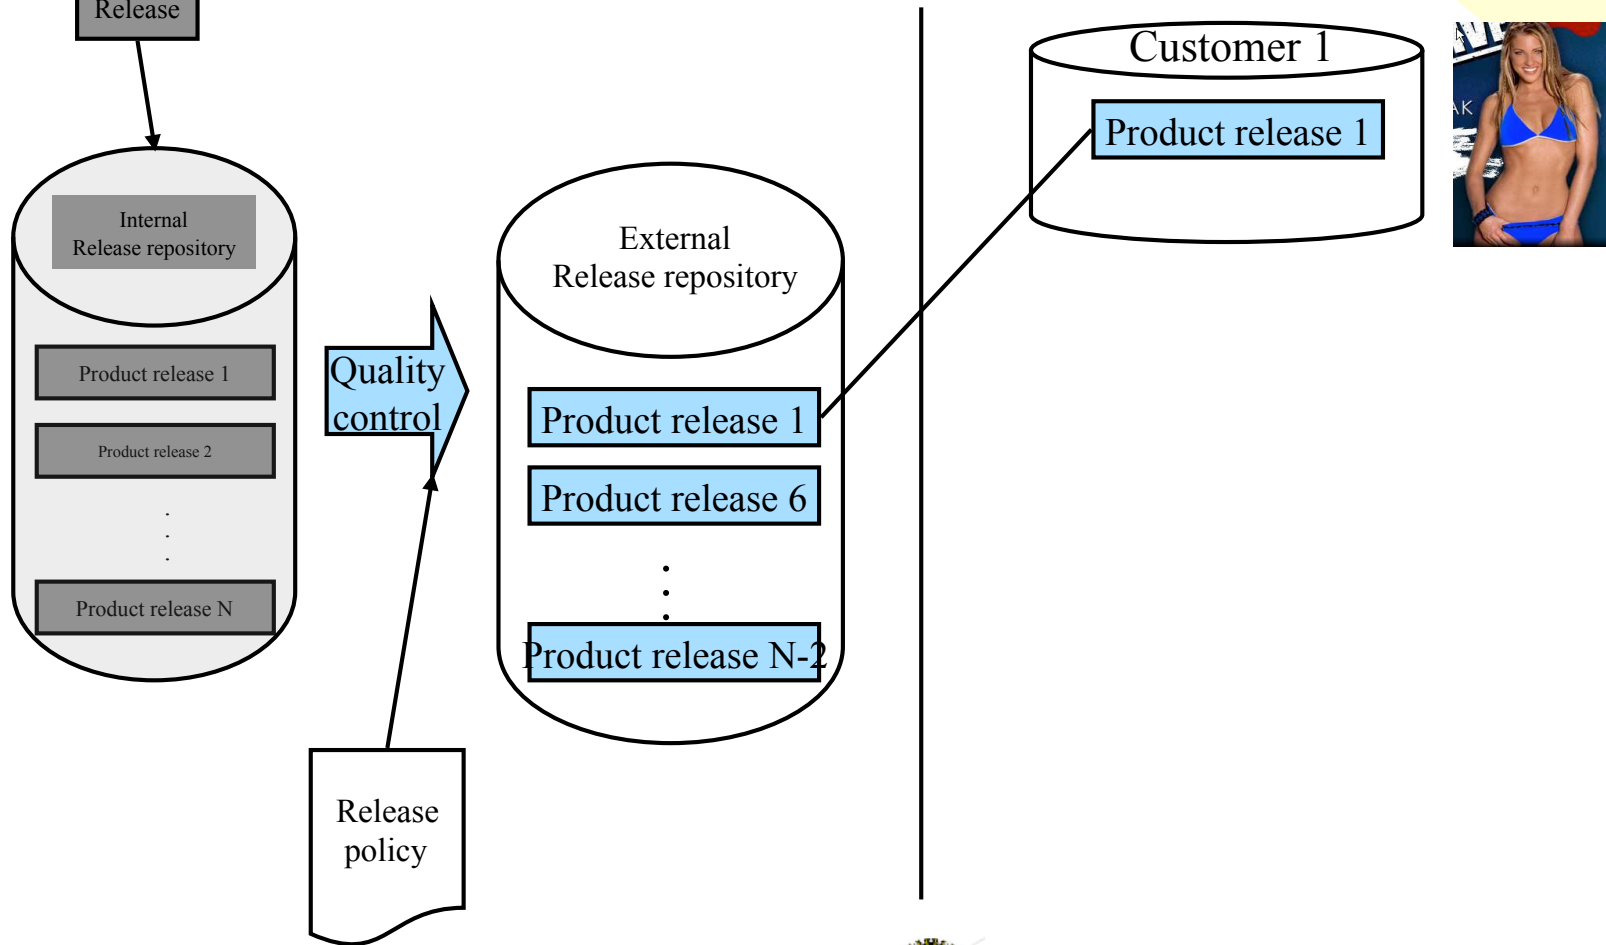 Release
Internal
Release repository
Product release 1
Product release 2
.
.
.
Product release N
Quality
control
Release
policy
External
Release repository
Product release 1
Product release 6
.
.
.
Product release N-2
Customer 1
Product release 1
AK